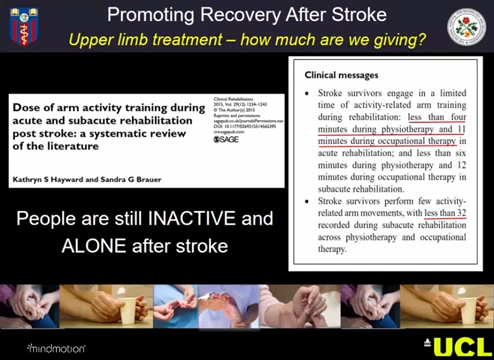 Promoting Recovery After Stroke
Upper limb treatment – how much are we giving?
Dose of arm activity training during
acute and subacute rehabilitation
post stroke: a systematic review
of the literature
Kathryn S Hayward and Sandra G Brauer
Clinical Rehabilitation
2015, Vol. 29(12) 1234–1243
© The Author(s) 2015
Reprints and permissions:
SAGE
People are still INACTIVE and
ALONE after stroke
Clinical messages
• Stroke survivors engage in a limited
time of activity-related arm training
during rehabilitation: less than four
minutes during physiotherapy and 11
minutes during occupational therapy in
acute rehabilitation; and less than six
minutes during physiotherapy and 12
minutes during occupational therapy in
subacute rehabilitation.
• Stroke survivors perform few activity-
related arm movements, with less than 32
recorded during subacute rehabilitation
across physiotherapy and occupational
therapy.
mindmotion
UCL